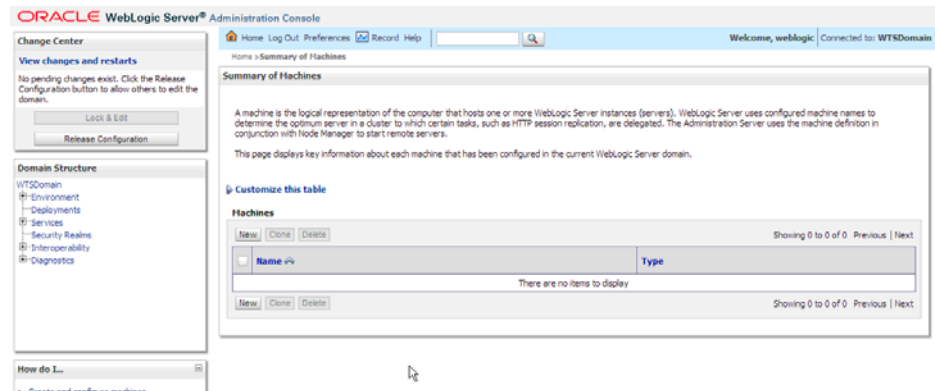 ORACLE WebLogic Server® Administration Console
Change Center
View changes and restarts
No pending changes exist. Click the Release
Configuration button to allow others to edit the
domain.
Lock & Edit
Release Configuration
Domain Structure
WTSDomain
Environment
Deployments
Services
Security Realms
Interoperability
Diagnostics
How do I...
Create and configure machines
Home Log Out Preferences Record Help
Welcome, weblogic Connected to: WTSDomain
Home >Summary of Machines
Summary of Machines
A machine is the logical representation of the computer that hosts one or more WebLogic Server instances (servers). WebLogic Server uses configured machine names to
determine the optimum server in a cluster to which certain tasks, such as HTTP session replication, are delegated. The Administration Server uses the machine definition in
conjunction with Node Manager to start remote servers.
This page displays key information about each machine that has been configured in the current WebLogic Server domain.
Customize this table
Machines
New Clone Delete Showing 0 to 0 of 0 Previous | Next
Name Type
There are no items to display
New Clone Delete Showing 0 to 0 of 0 Previous | Next